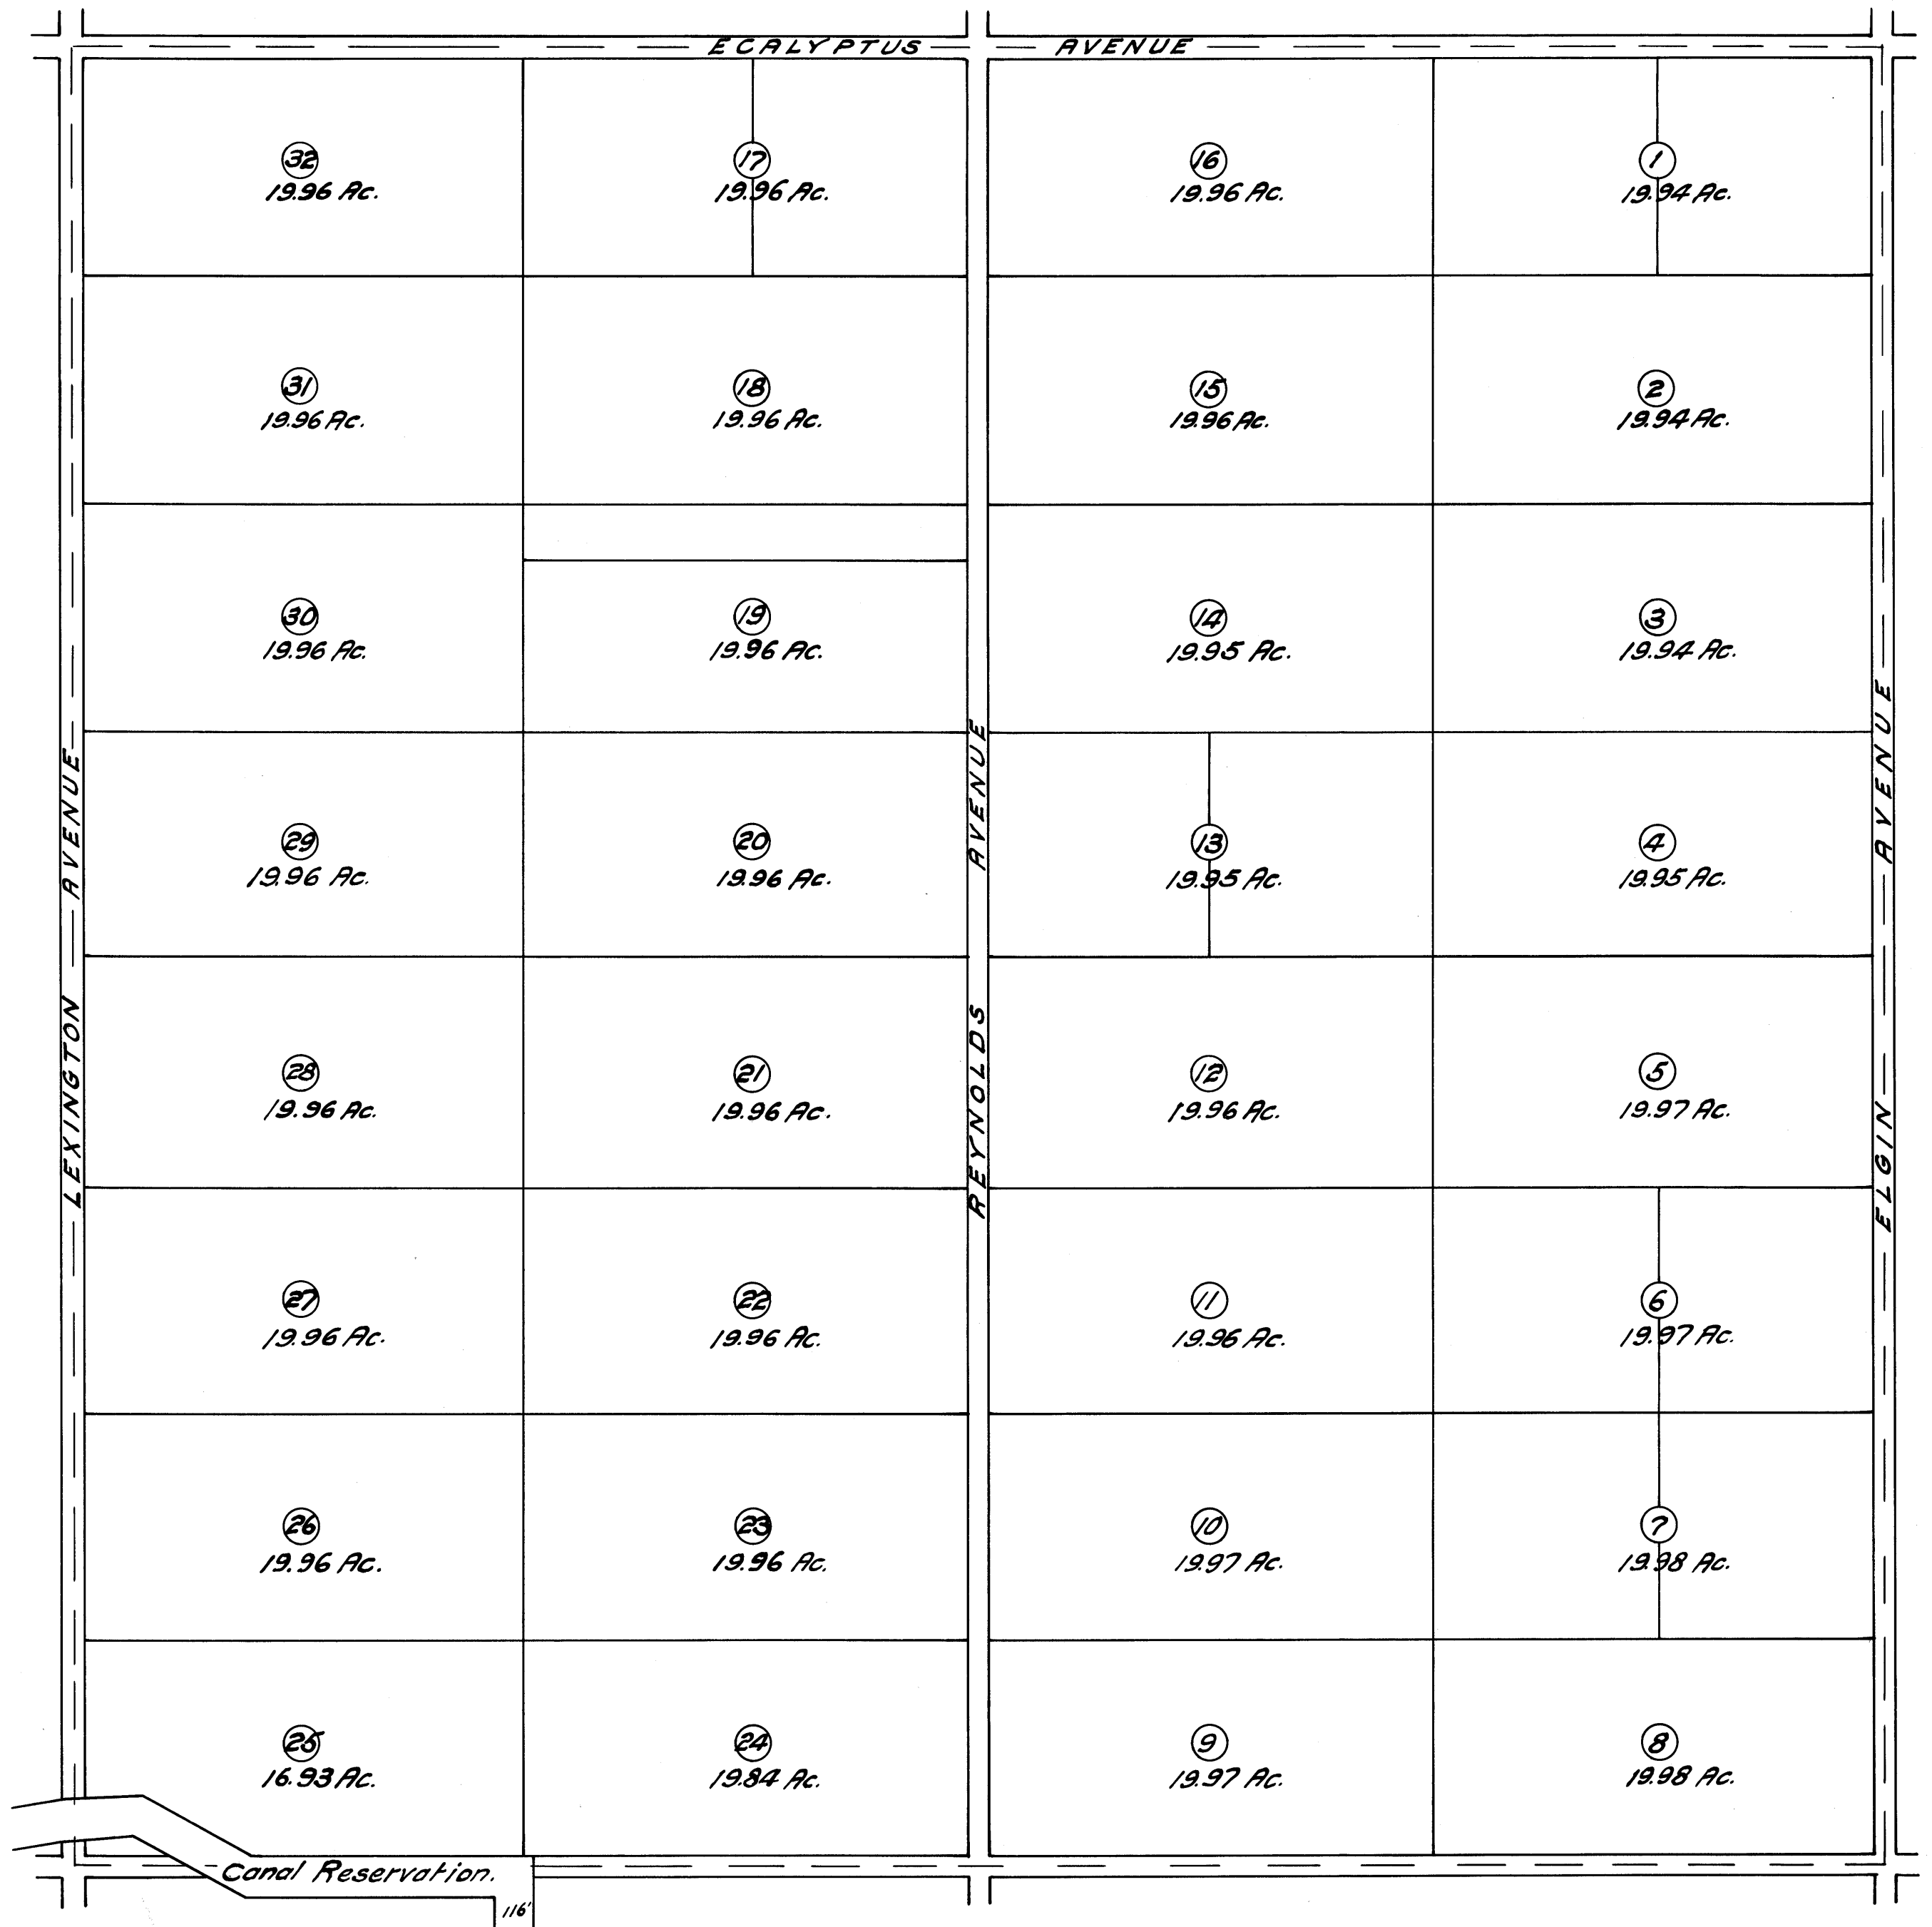 ECALYPTUS AVENUE
32 17 16 1
19.96 Ac. 19.96 Ac. 19.96 Ac. 19.94 Ac.
31 18 15 2
19.96 Ac. 19.96 Ac. 19.96 Ac. 19.94 Ac.
30 19 14 3
19.96 Ac. 19.96 Ac. 19.95 Ac. 19.94 Ac.
29 20 13 4
19.96 Ac. 19.96 Ac. 19.95 Ac. 19.95 Ac.
28 21 12 5
19.96 Ac. 19.96 Ac. 19.96 Ac. 19.97 Ac.
27 22 11 6
19.96 Ac. 19.96 Ac. 19.96 Ac. 19.97 Ac.
26 23 10 7
19.96 Ac. 19.96 Ac. 19.97 Ac. 19.98 Ac.
25 24 9 8
16.93 Ac. 19.84 Ac. 19.97 Ac. 19.98 Ac.
LEXINGTON AVENUE
REYNOLDS AVENUE
ELGIN AVENUE
Canal Reservation.
116'